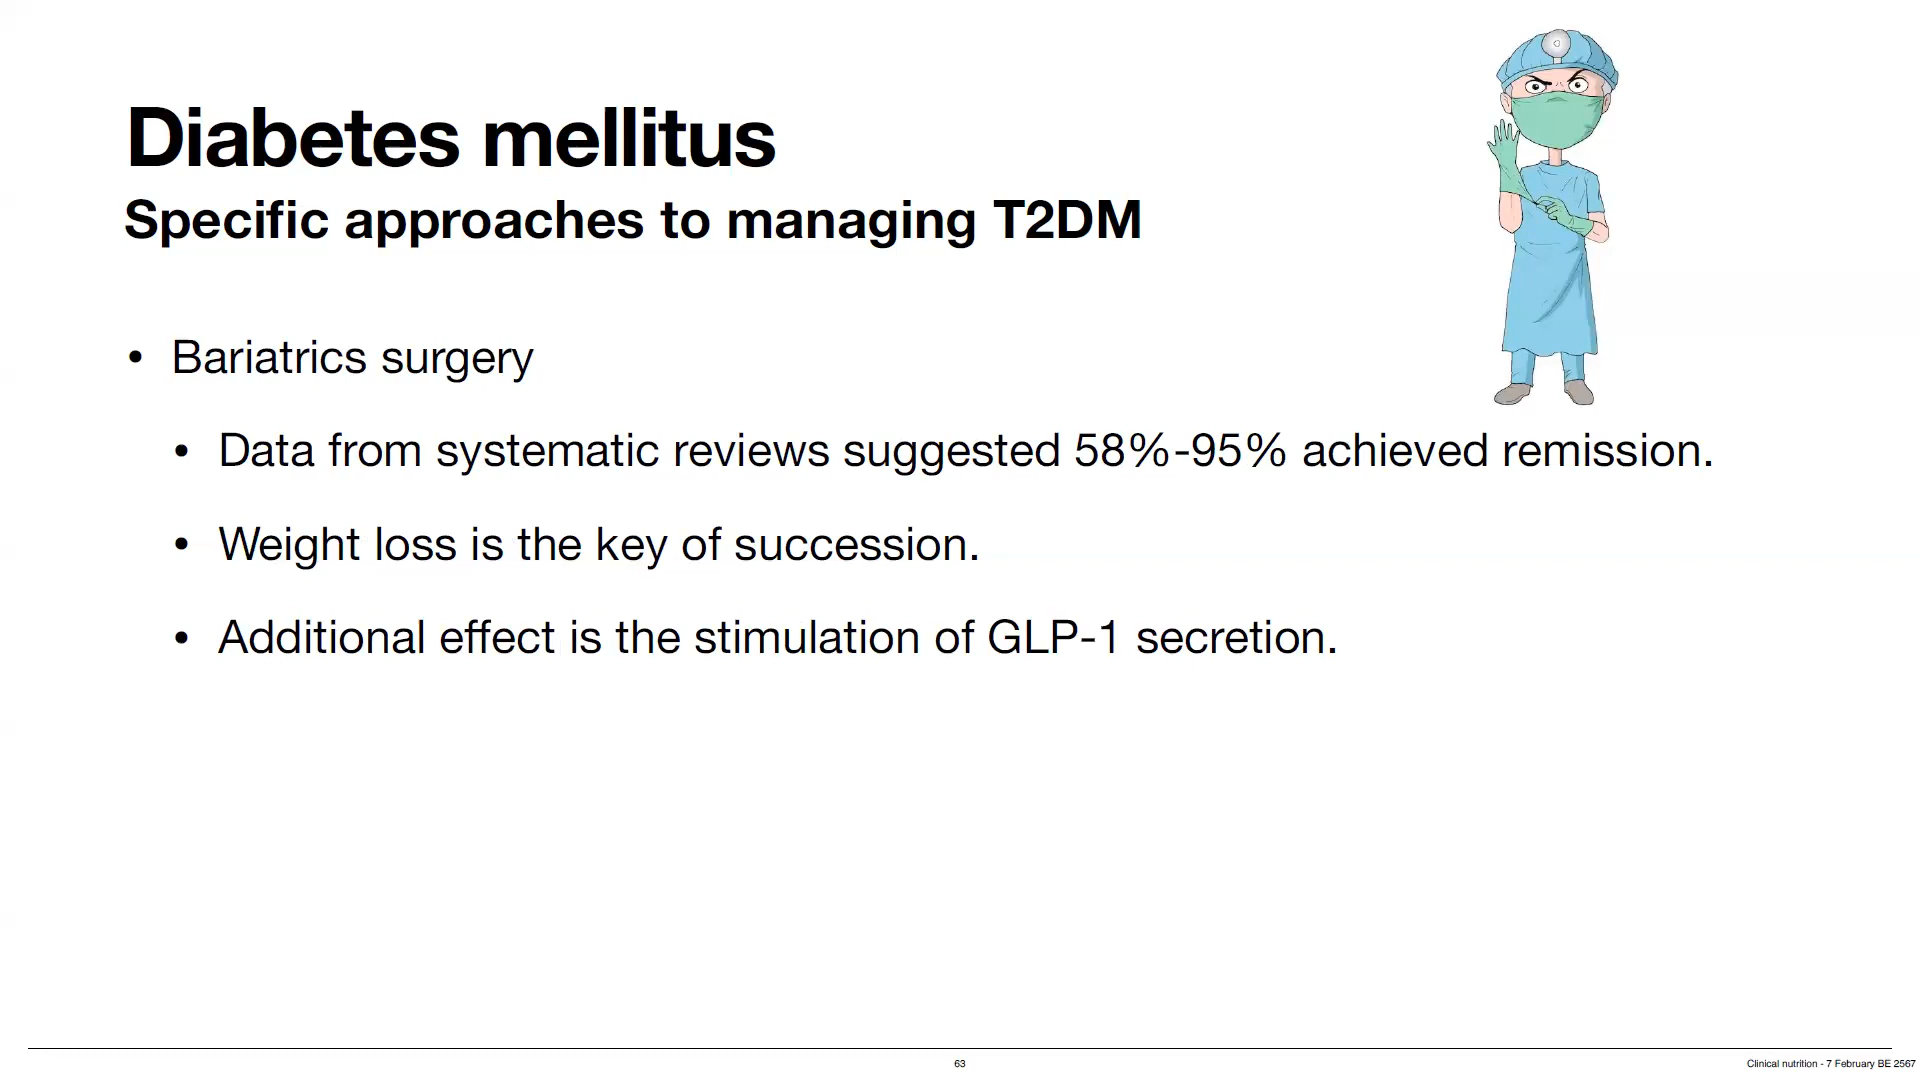 Diabetes mellitus
Specific approaches to managing T2DM
• Bariatrics surgery
• Data from systematic reviews suggested 58%-95% achieved remission.
• Weight loss is the key of succession.
• Additional effect is the stimulation of GLP-1 secretion.
63
Clinical nutrition - 7 February BE 2567